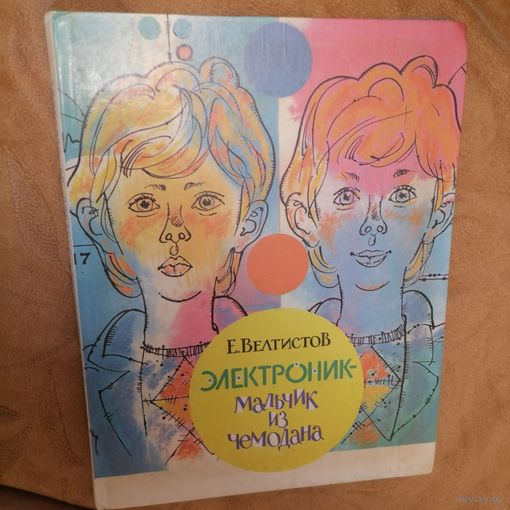 17
Е. ВЕЛТИСТОВ
ЭЛЕКТРОНИК-
МАЛЬЧИК
ИЗ
ЧЕМОДАНА